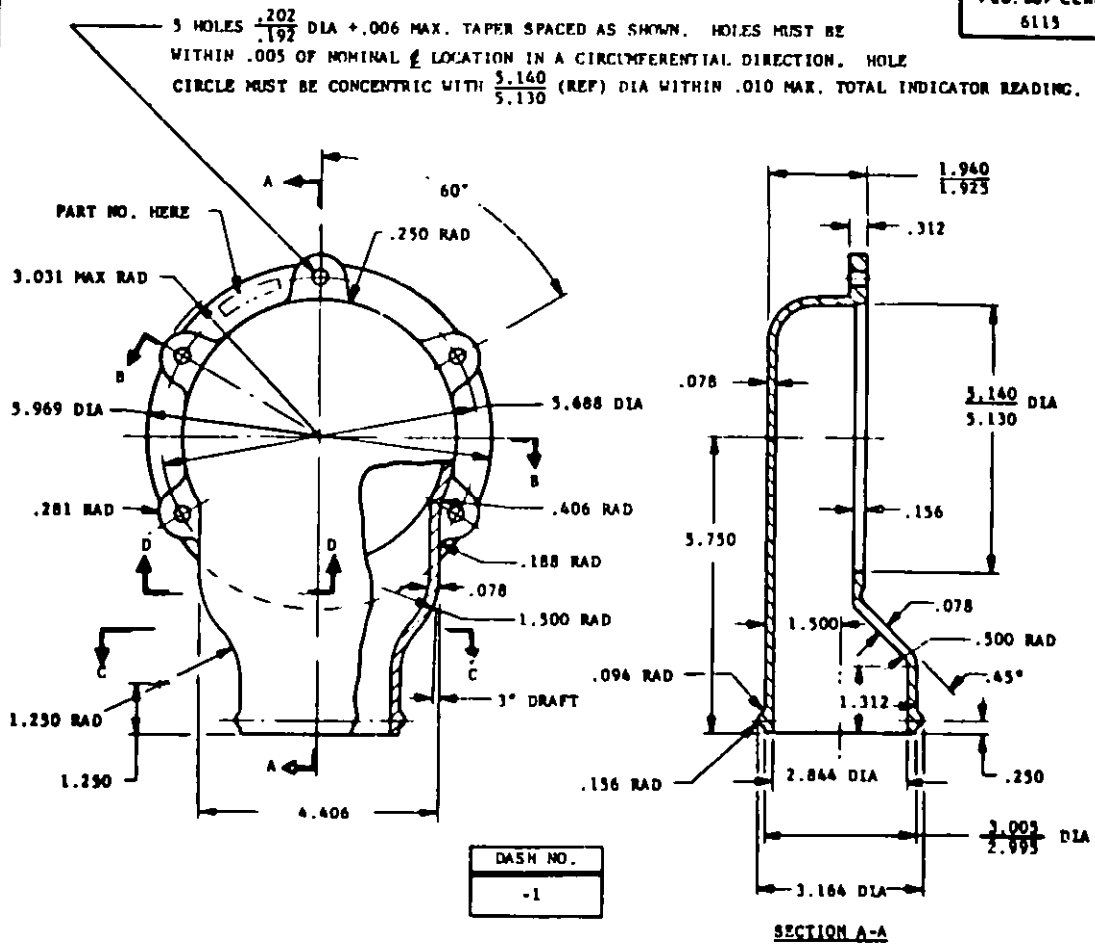 5 HOLES .202/.192 DIA +.006 MAX. TAPER SPACED AS SHOWN. HOLES MUST BE
WITHIN .005 OF NOMINAL ℄ LOCATION IN A CIRCUMFERENTIAL DIRECTION. HOLE
CIRCLE MUST BE CONCENTRIC WITH 5.140/5.130 (REF) DIA WITHIN .010 MAX. TOTAL INDICATOR READING.
6115
A
60°
PART NO. HERE
.250 RAD
3.031 MAX RAD
B
5.969 DIA
5.688 DIA
B
.281 RAD
.406 RAD
D
D
.188 RAD
.078
1.500 RAD
C
C
3° DRAFT
1.250 RAD
1.250
A
4.406
1.940
1.925
.312
.078
5.140
5.130
DIA
.156
5.750
.078
1.500
.500 RAD
.094 RAD
.45°
1.312
.156 RAD
2.844 DIA
.250
3.005
2.995
DIA
3.164 DIA
DASH NO.
-1
SECTION A-A